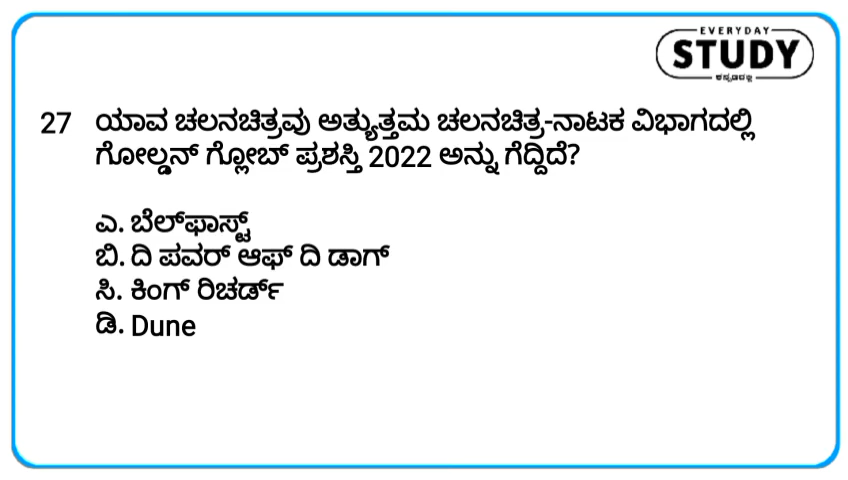 EVERYDAY
STUDY
ಕನ್ನಡದಲ್ಲಿ
27 ಯಾವ ಚಲನಚಿತ್ರವು ಅತ್ಯುತ್ತಮ ಚಲನಚಿತ್ರ-ನಾಟಕ ವಿಭಾಗದಲ್ಲಿ
ಗೋಲ್ಡನ್ ಗ್ಲೋಬ್ ಪ್ರಶಸ್ತಿ 2022 ಅನ್ನು ಗೆದ್ದಿದೆ?
ಎ. ಬೆಲ್‌ಫಾಸ್ಟ್
ಬಿ. ದಿ ಪವರ್ ಆಫ್ ದಿ ಡಾಗ್
ಸಿ. ಕಿಂಗ್ ರಿಚರ್ಡ್
ಡಿ. Dune